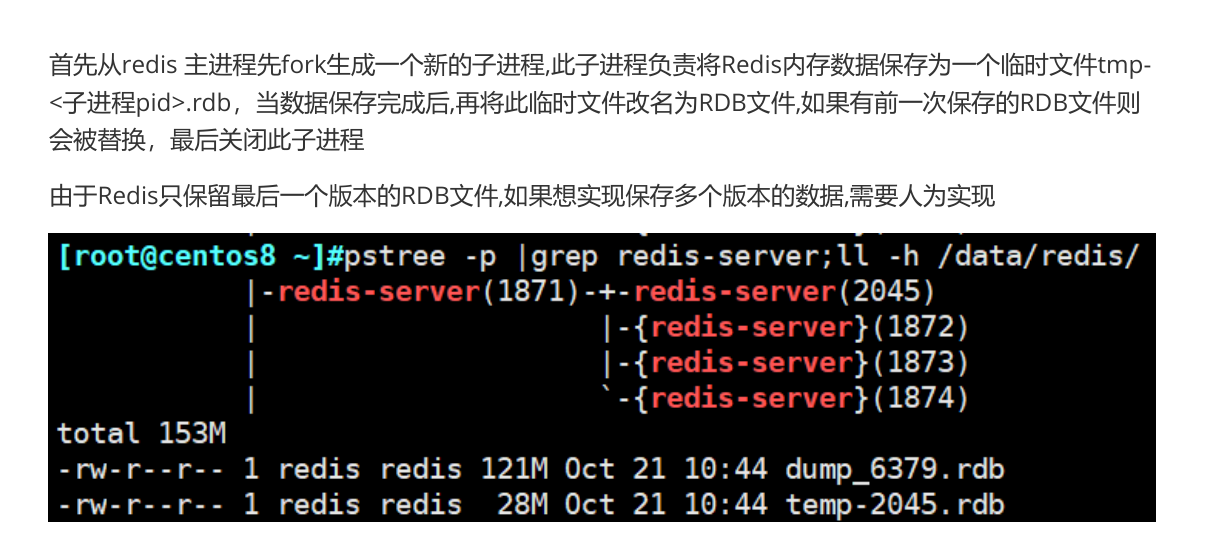 首先从redis 主进程先fork生成一个新的子进程,此子进程负责将Redis内存数据保存为一个临时文件tmp-
<子进程pid>.rdb，当数据保存完成后,再将此临时文件改名为RDB文件,如果有前一次保存的RDB文件则
会被替换，最后关闭此子进程
由于Redis只保留最后一个版本的RDB文件,如果想实现保存多个版本的数据,需要人为实现
[root@centos8 ~]#pstree -p |grep redis-server;ll -h /data/redis/
           |-redis-server(1871)-+-redis-server(2045)
           |                    |-{redis-server}(1872)
           |                    |-{redis-server}(1873)
           |                    `-{redis-server}(1874)
total 153M
-rw-r--r-- 1 redis redis 121M Oct 21 10:44 dump_6379.rdb
-rw-r--r-- 1 redis redis  28M Oct 21 10:44 temp-2045.rdb